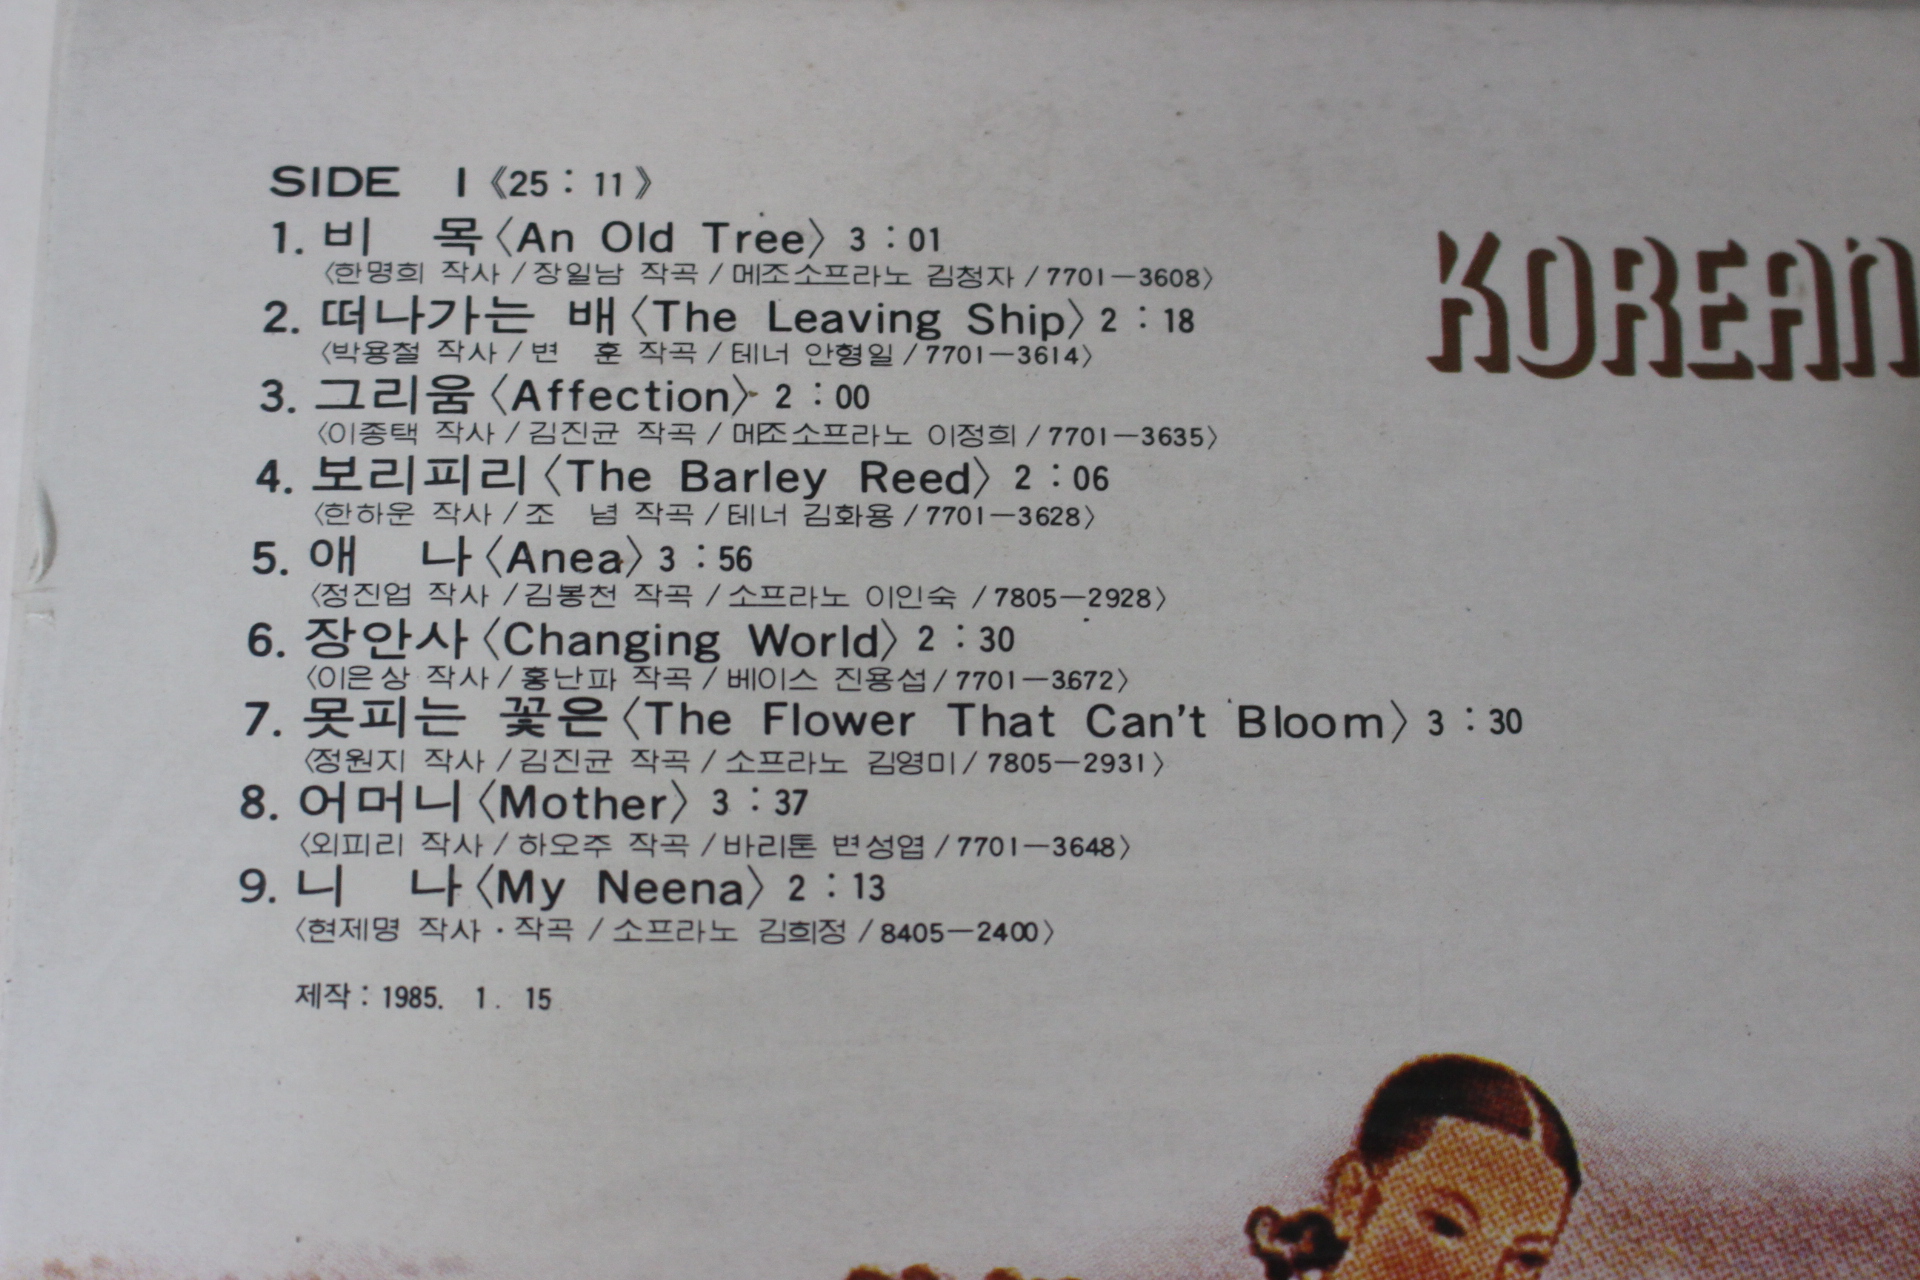 SIDE I《25 : 11》
1. 비 목〈An Old Tree〉3 : 01
〈한명희 작사/장일남 작곡/메조소프라노 김청자/7701-3608〉
2. 떠나가는 배〈The Leaving Ship〉2 : 18
〈박용철 작사/변 훈 작곡/테너 안형일/7701-3614〉
3. 그리움〈Affection〉2 : 00
〈이종택 작사/김진균 작곡/메조소프라노 이정희/7701-3635〉
4. 보리피리〈The Barley Reed〉2 : 06
〈한하운 작사/조 념 작곡/테너 김화용/7701-3628〉
5. 애 나〈Anea〉3 : 56
〈정진업 작사/김봉천 작곡/소프라노 이인숙/7805-2928〉
6. 장안사〈Changing World〉2 : 30
〈이은상 작사/홍난파 작곡/베이스 진용섭/7701-3672〉
7. 못피는 꽃은〈The Flower That Can't Bloom〉3 : 30
〈정원지 작사/김진균 작곡/소프라노 김영미/7805-2931〉
8. 어머니〈Mother〉3 : 37
〈외피리 작사/하오주 작곡/바리톤 변성엽/7701-3648〉
9. 니 나〈My Neena〉2 : 13
〈현제명 작사·작곡/소프라노 김희정/8405-2400〉
제작 : 1985. 1. 15
KOREAN